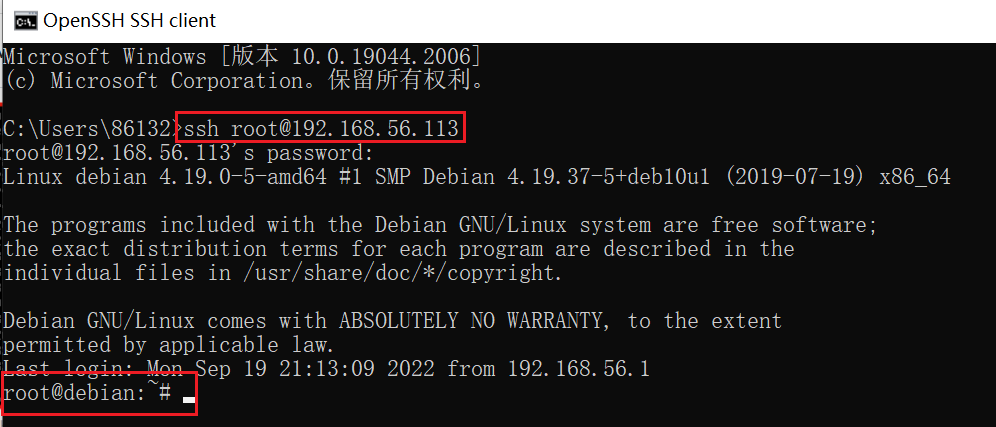 OpenSSH SSH client
Microsoft Windows [版本 10.0.19044.2006]
(c) Microsoft Corporation。保留所有权利。
C:\Users\86132>ssh root@192.168.56.113
root@192.168.56.113's password:
Linux debian 4.19.0-5-amd64 #1 SMP Debian 4.19.37-5+deb10u1 (2019-07-19) x86_64
The programs included with the Debian GNU/Linux system are free software;
the exact distribution terms for each program are described in the
individual files in /usr/share/doc/*/copyright.
Debian GNU/Linux comes with ABSOLUTELY NO WARRANTY, to the extent
permitted by applicable law.
Last login: Mon Sep 19 21:13:09 2022 from 192.168.56.1
root@debian:~#